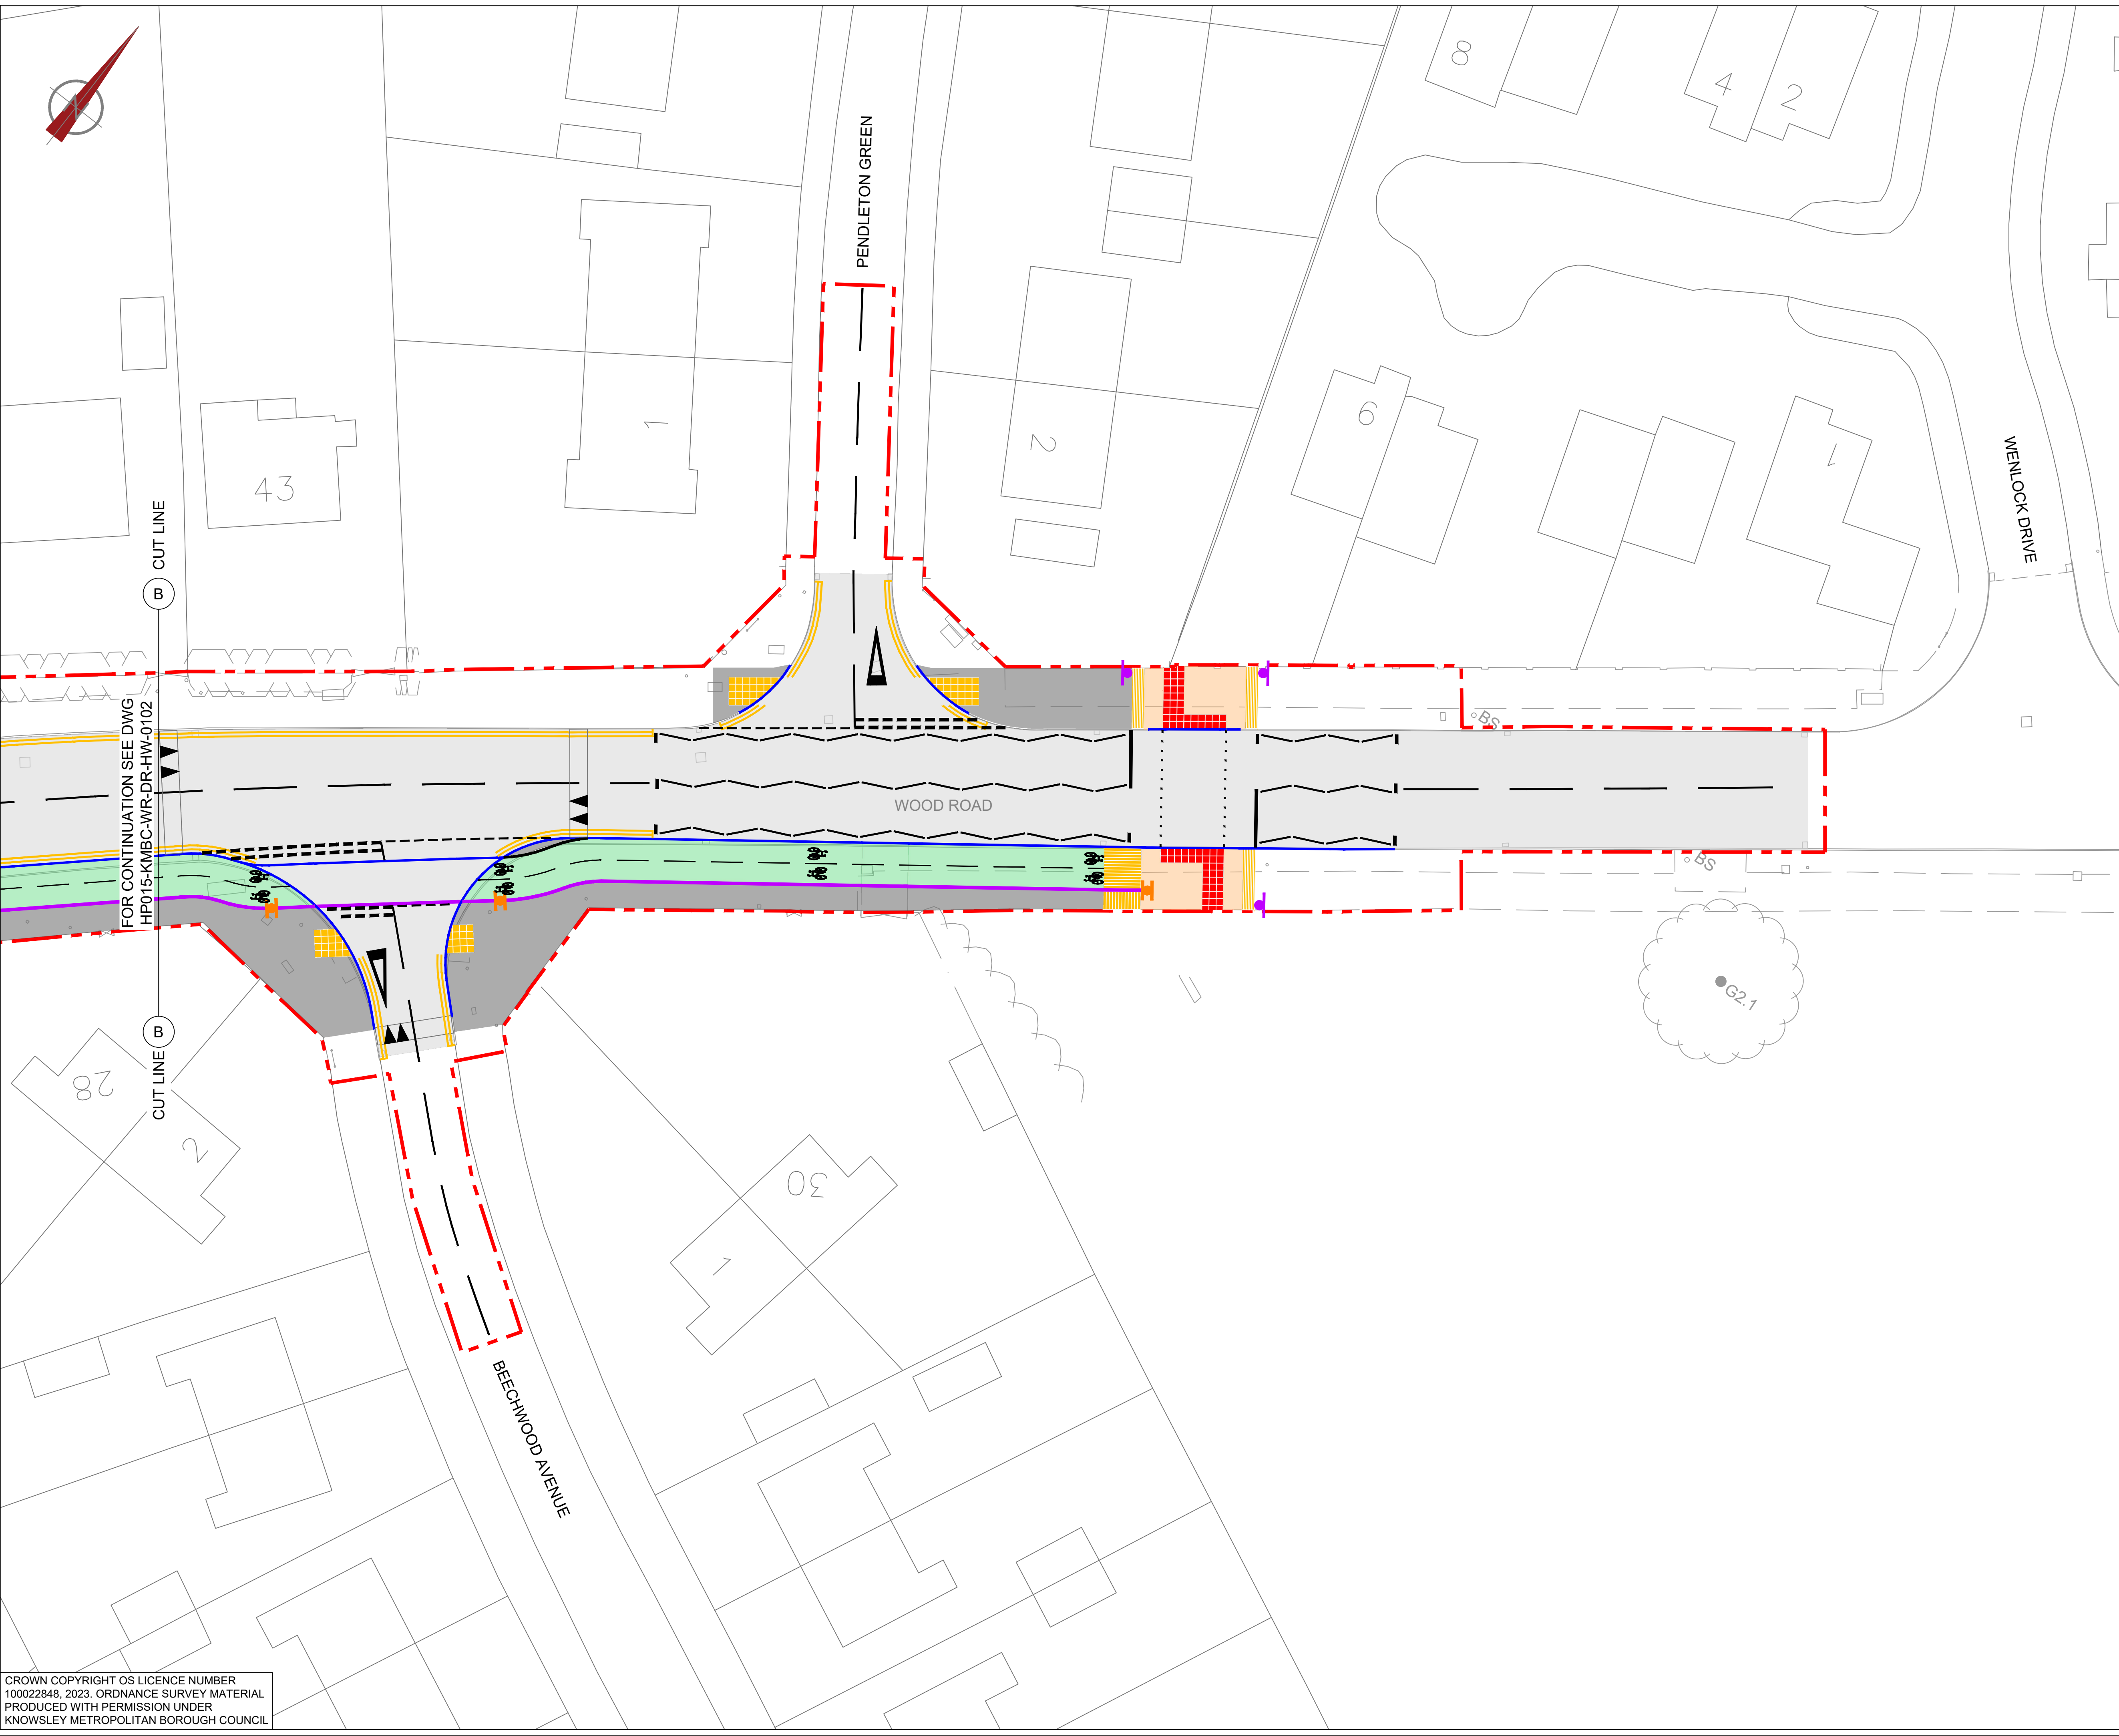 N
8
4
2
PENDLETON GREEN
6
1
2
1
43
WENLOCK DRIVE
CUT LINE
B
FOR CONTINUATION SEE DWG
HP015-KMBC-WR-DR-HW-0102
BS
WOOD ROAD
BS
G2.1
B
CUT LINE
28
2
30
1
BEECHWOOD AVENUE
CROWN COPYRIGHT OS LICENCE NUMBER
100022848, 2023. ORDNANCE SURVEY MATERIAL
PRODUCED WITH PERMISSION UNDER
KNOWSLEY METROPOLITAN BOROUGH COUNCIL